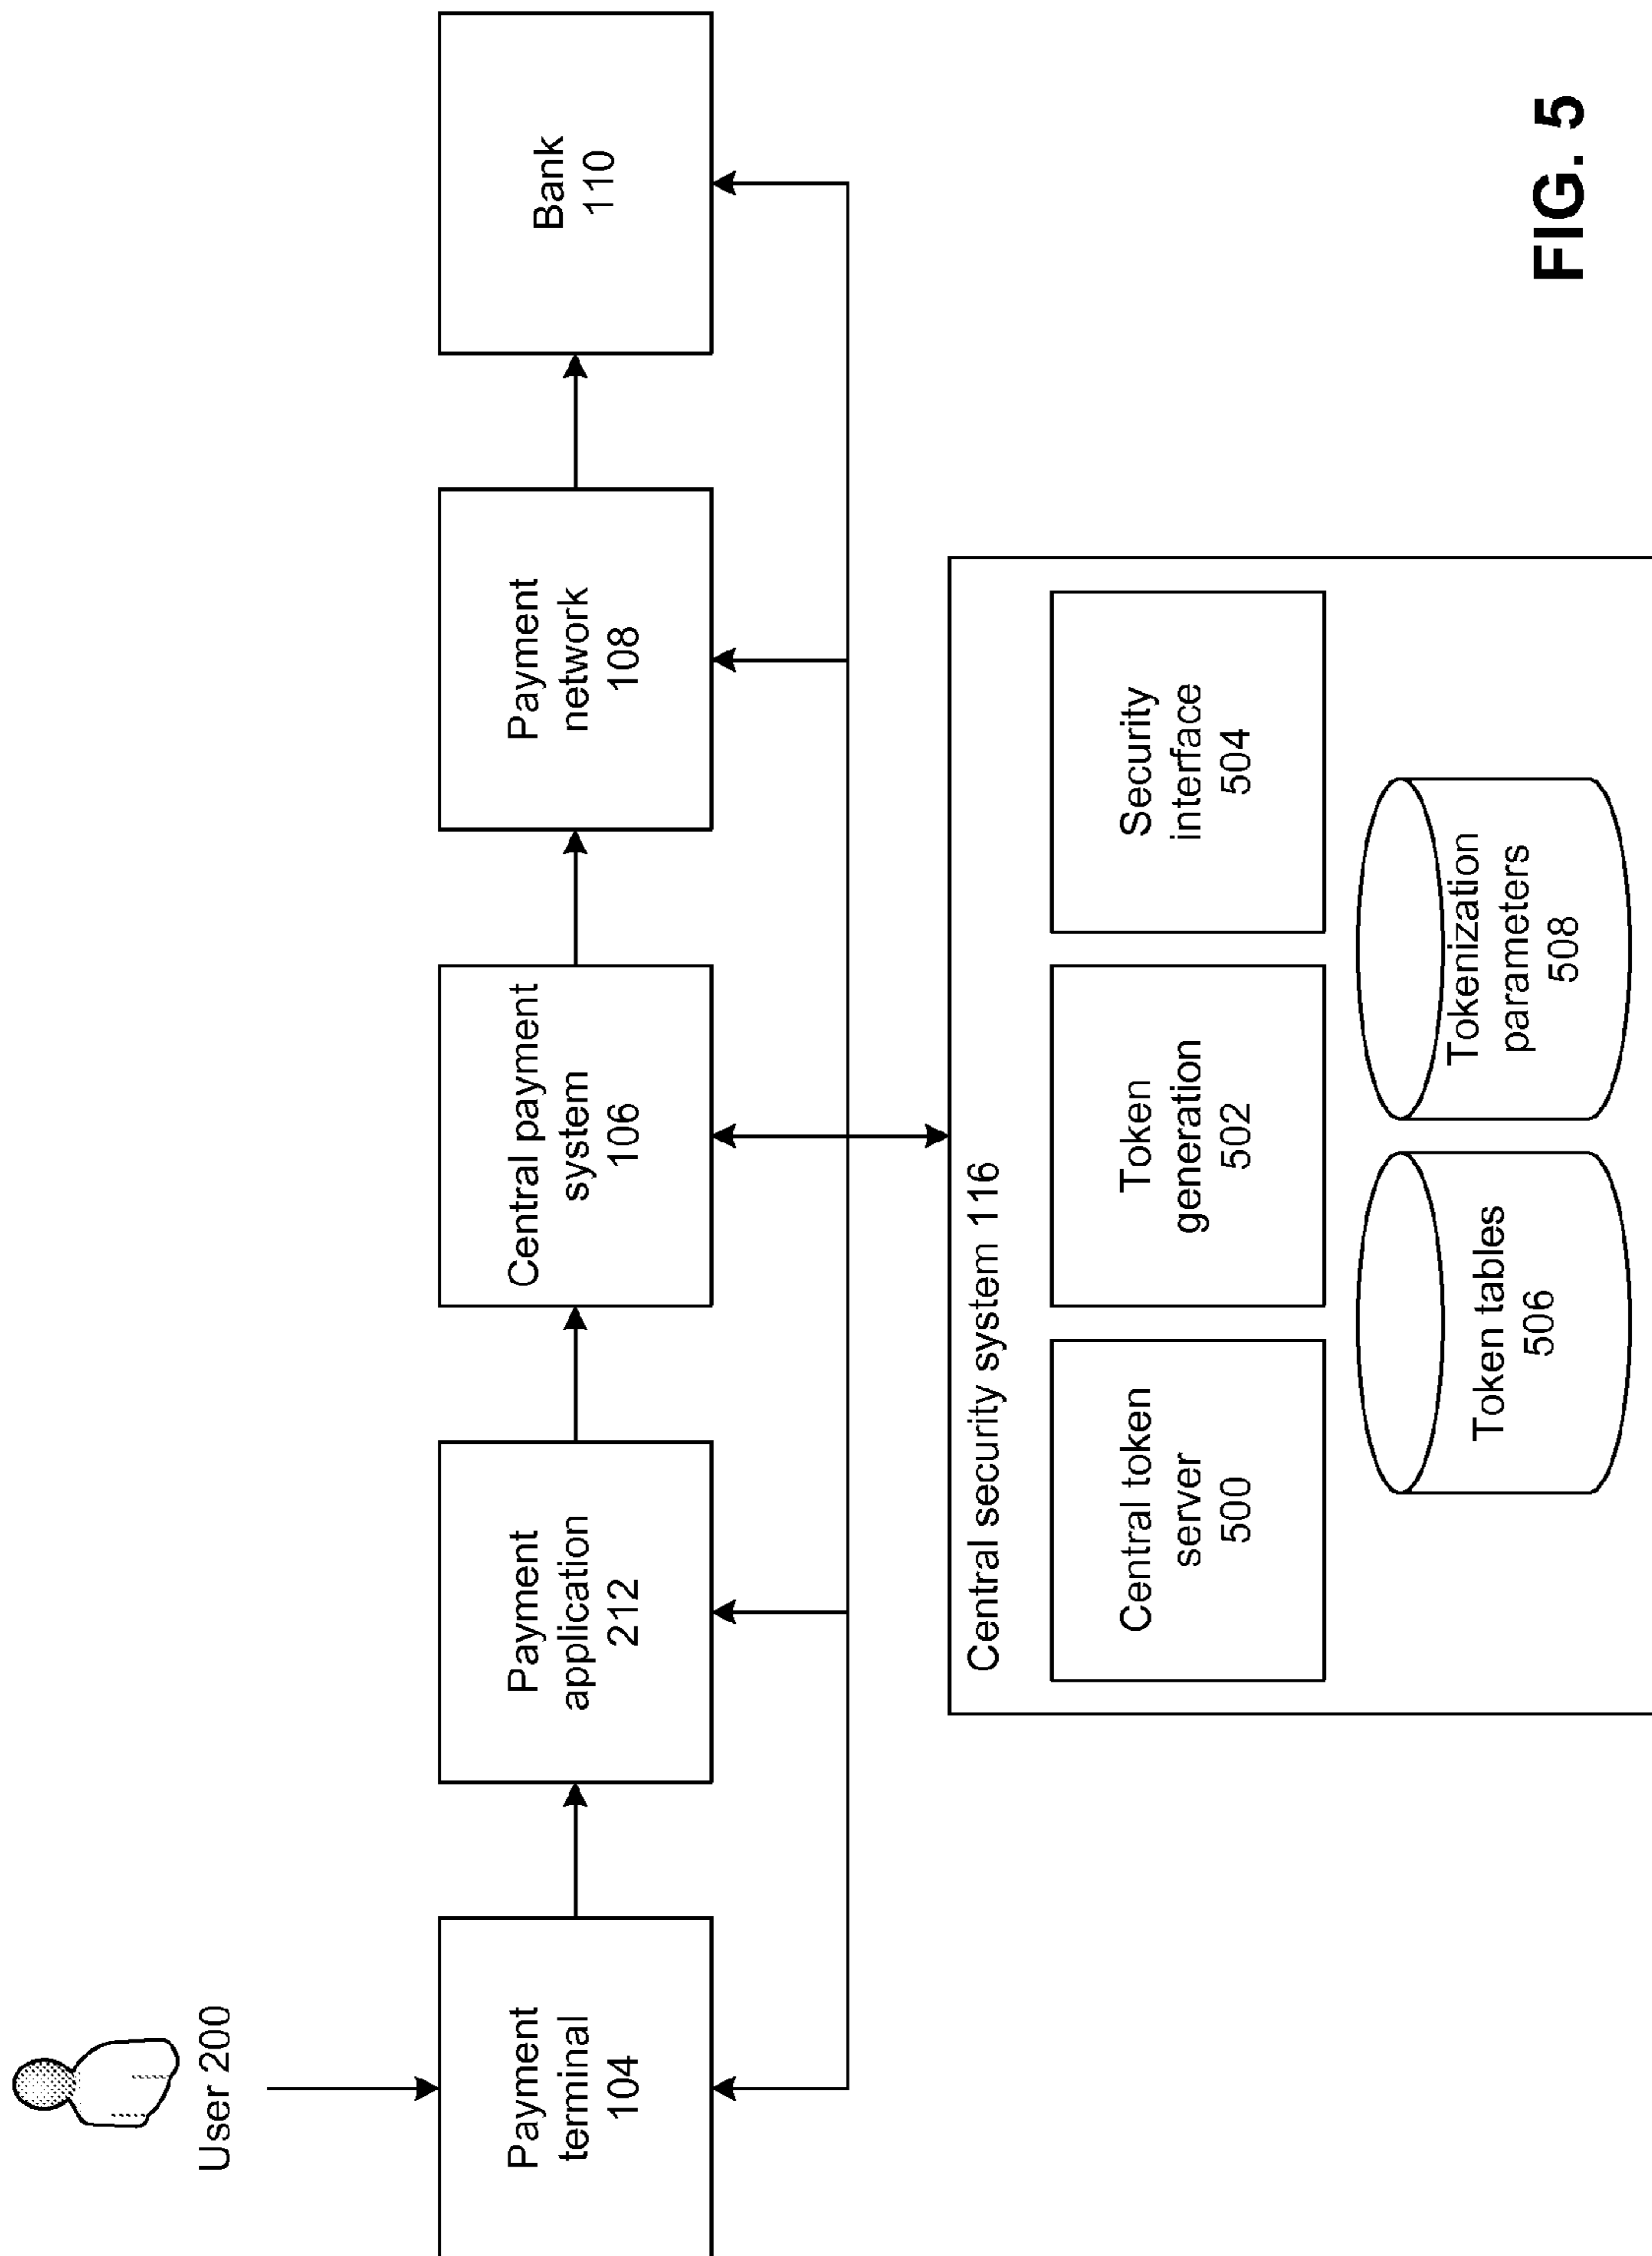 User 200
Payment
terminal
104
Payment
application
212
Central payment
system
106
Payment
network
108
Bank
110
Central security system 116
Central token
server
500
Token
generation
502
Security
interface
504
Token tables
506
Tokenization
parameters
508
FIG. 5